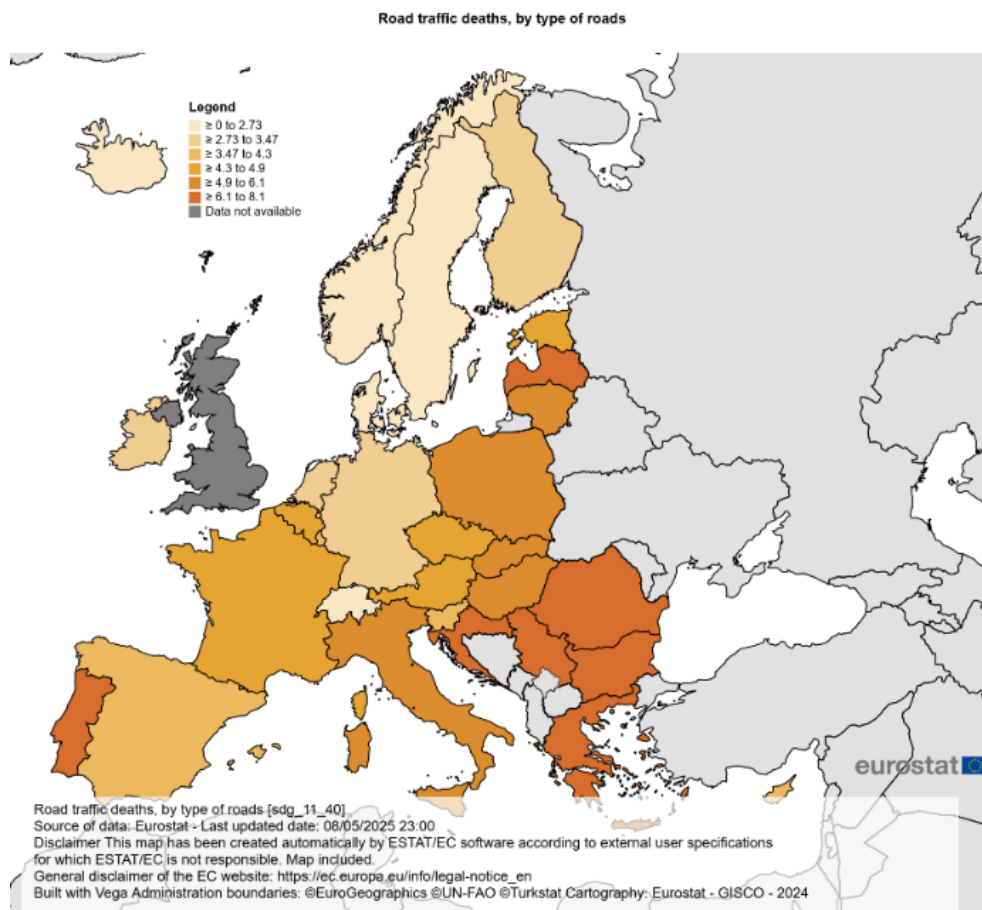 Road traffic deaths, by type of roads
Legend
≥ 0 to 2.73
≥ 2.73 to 3.47
≥ 3.47 to 4.3
≥ 4.3 to 4.9
≥ 4.9 to 6.1
≥ 6.1 to 8.1
Data not available
eurostat
Road traffic deaths, by type of roads [sdg_11_40]
Source of data: Eurostat - Last updated date: 08/05/2025 23:00
Disclaimer This map has been created automatically by ESTAT/EC software according to external user specifications
for which ESTAT/EC is not responsible. Map included.
General disclaimer of the EC website: https://ec.europa.eu/info/legal-notice_en
Built with Vega Administration boundaries: ©EuroGeographics ©UN-FAO ©Turkstat Cartography: Eurostat - GISCO - 2024